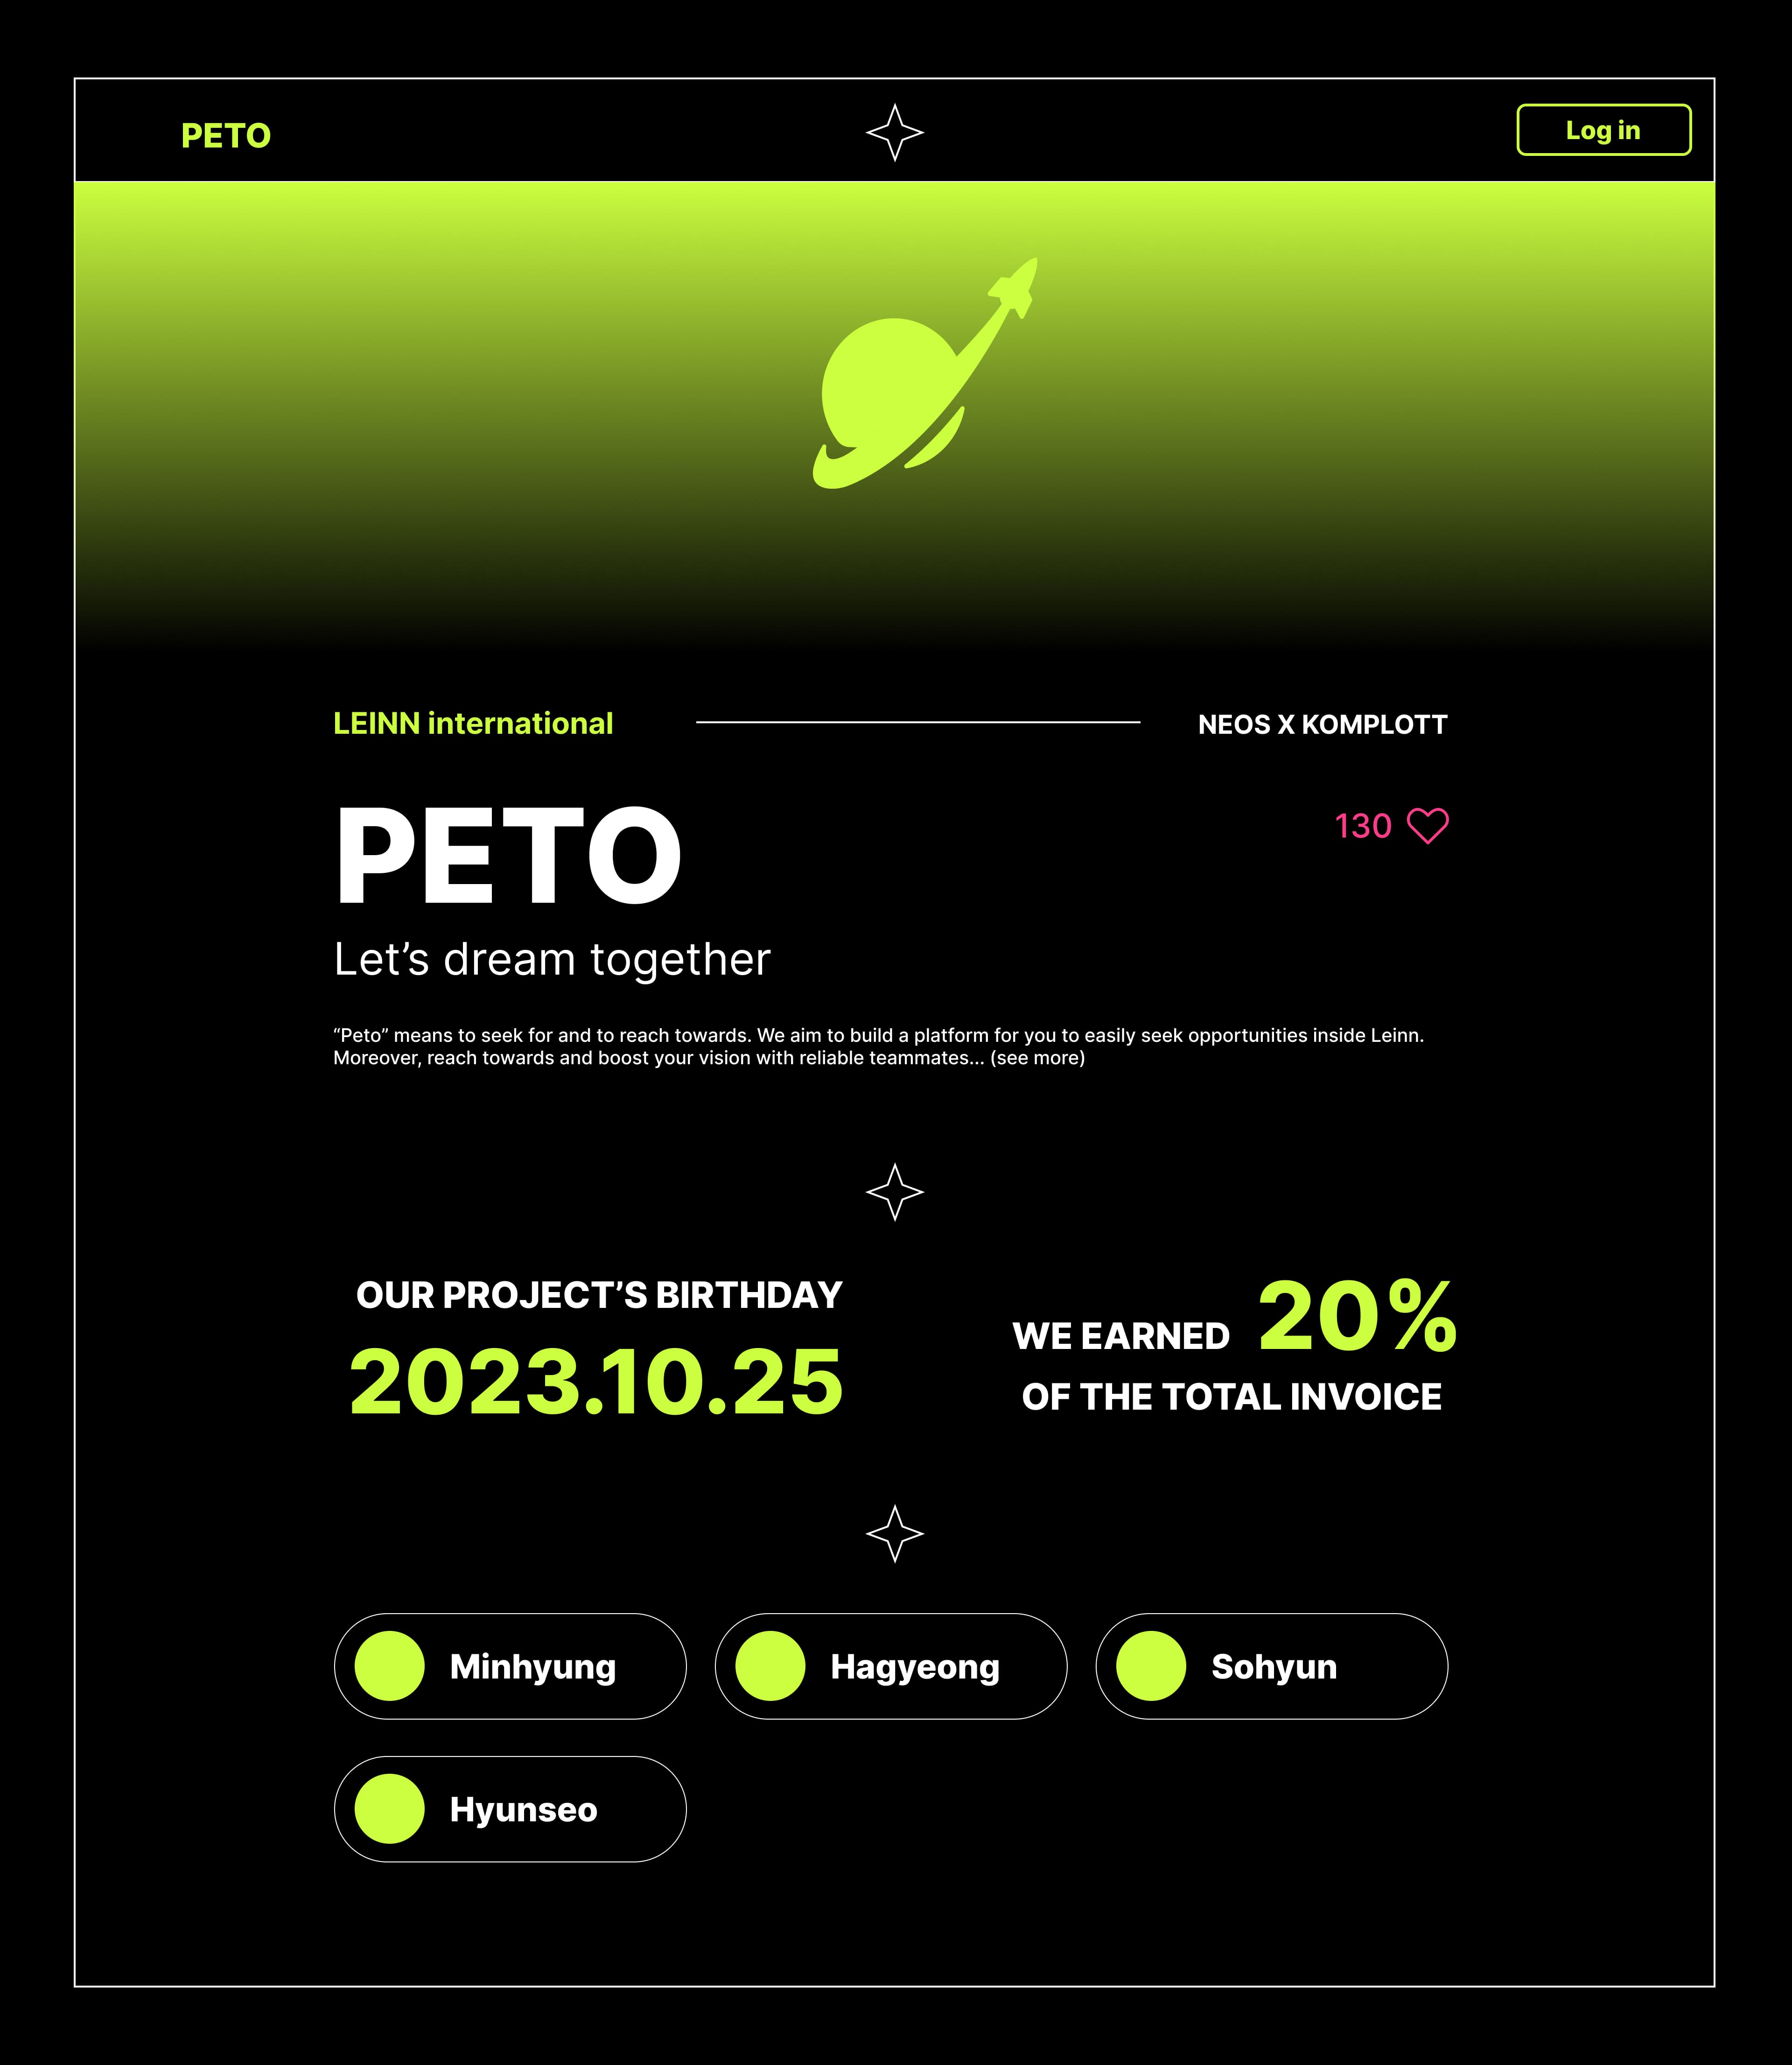 PETO
Log in
LEINN international
NEOS X KOMPLOTT
PETO
130
Let’s dream together
“Peto” means to seek for and to reach towards. We aim to build a platform for you to easily seek opportunities inside Leinn.
Moreover, reach towards and boost your vision with reliable teammates... (see more)
OUR PROJECT’S BIRTHDAY
2023.10.25
WE EARNED 20%
OF THE TOTAL INVOICE
Minhyung
Hagyeong
Sohyun
Hyunseo